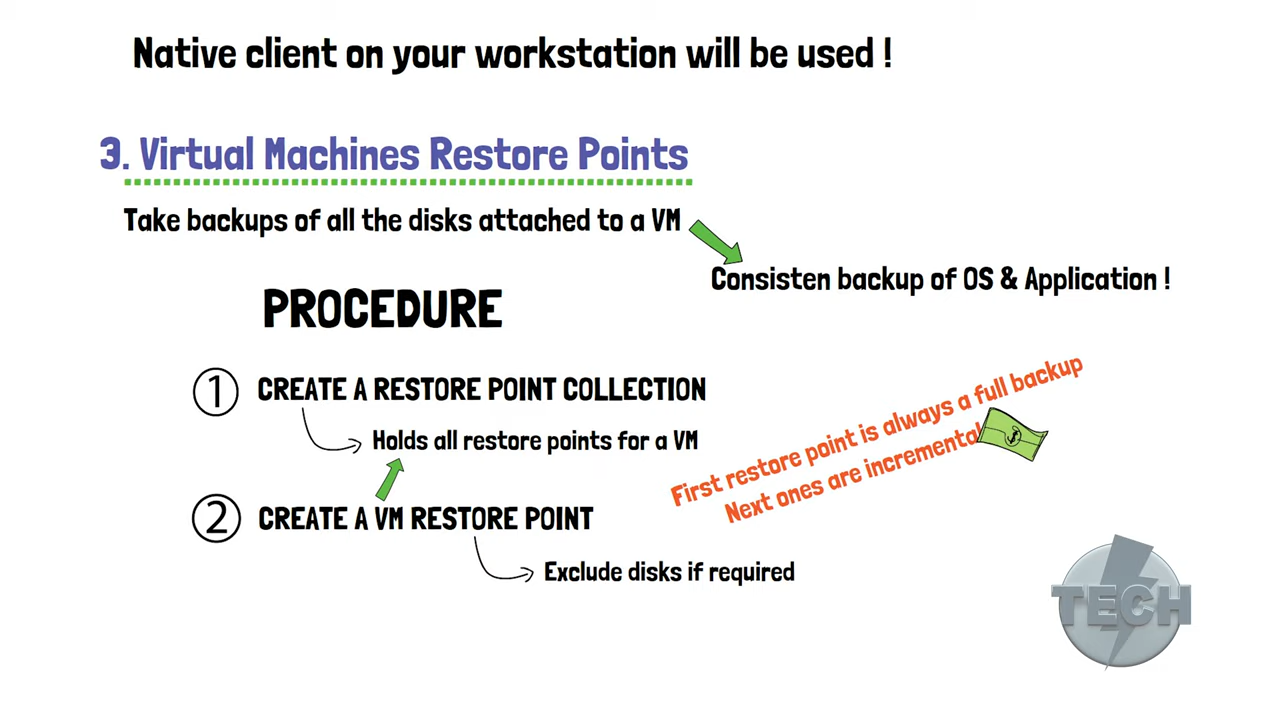 Native client on your workstation will be used !
3. Virtual Machines Restore Points
Take backups of all the disks attached to a VM
Consisten backup of OS & Application !
PROCEDURE
1 CREATE A RESTORE POINT COLLECTION
Holds all restore points for a VM
First restore point is always a full backup
Next ones are incremental
2 CREATE A VM RESTORE POINT
Exclude disks if required
TECH